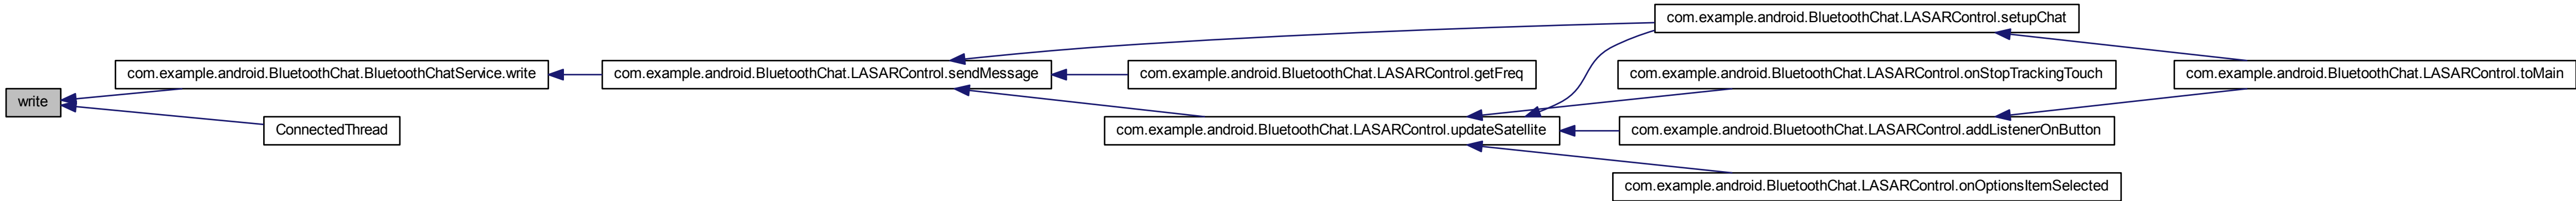 com.example.android.BluetoothChat.LASARControl.setupChat
com.example.android.BluetoothChat.BluetoothChatService.write
com.example.android.BluetoothChat.LASARControl.sendMessage
com.example.android.BluetoothChat.LASARControl.getFreq
com.example.android.BluetoothChat.LASARControl.onStopTrackingTouch
com.example.android.BluetoothChat.LASARControl.toMain
write
ConnectedThread
com.example.android.BluetoothChat.LASARControl.updateSatellite
com.example.android.BluetoothChat.LASARControl.addListenerOnButton
com.example.android.BluetoothChat.LASARControl.onOptionsItemSelected